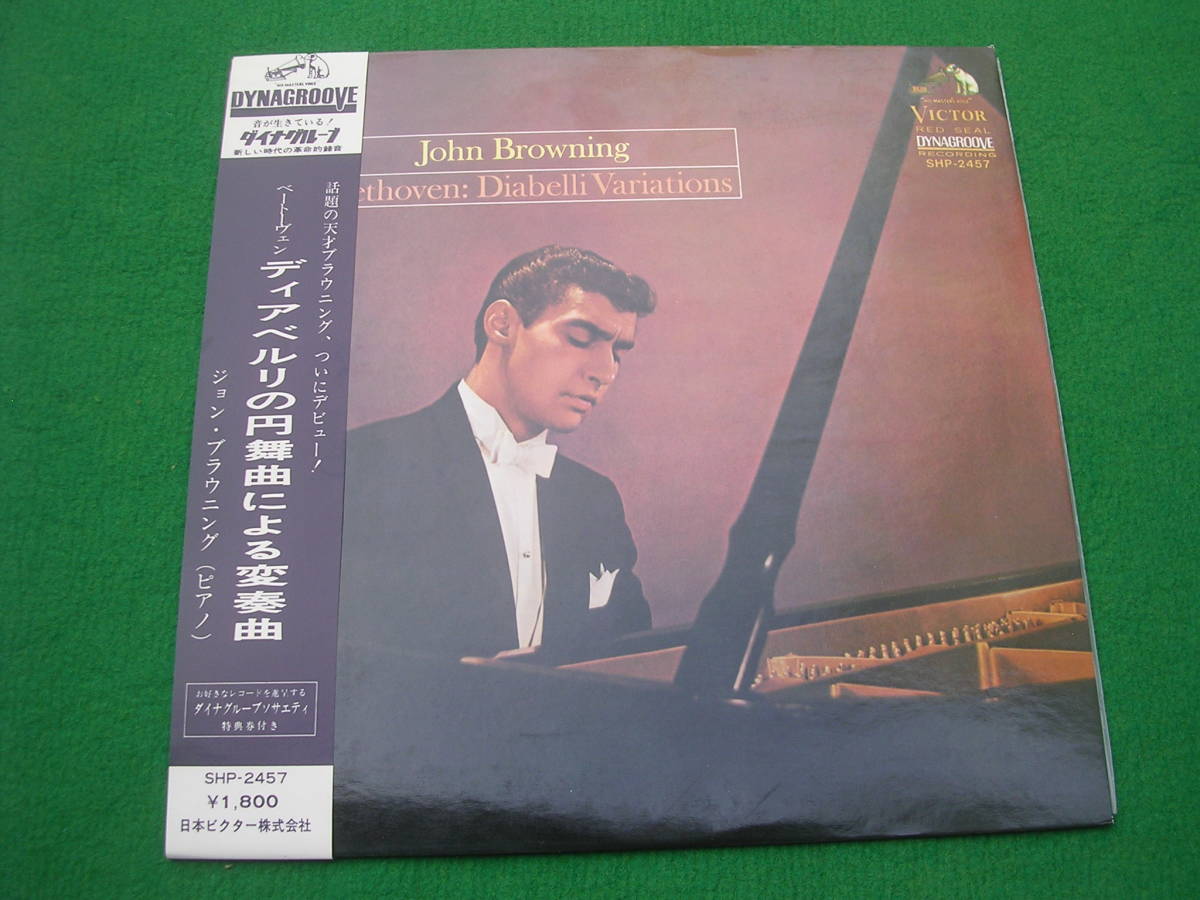 "HIS MASTER'S VOICE"
DYNAGROOVE
音が生きている!
ダイナグルーブ
新しい時代の革命的録音
話題の天才ブラウニング、ついにデビュー!
ベートーヴェン
ディアベルリの円舞曲による変奏曲
ジョン・ブラウニング(ピアノ)
お好きなレコードを進呈する
ダイナグルーブソサエティ
特典券付き
SHP-2457
¥1,800
日本ビクター株式会社
John Browning
ethoven: Diabelli Variations
"HIS MASTER'S VOICE"
VICTOR
RED SEAL
DYNAGROOVE
RECORDING
SHP-2457